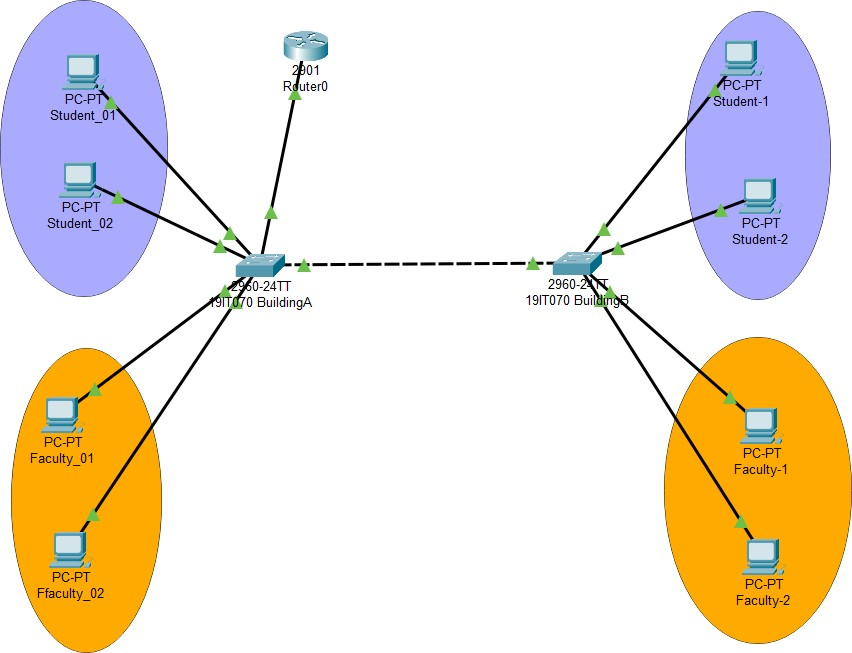 2901
Router0
PC-PT
Student_01
PC-PT
Student_02
PC-PT
Student-1
PC-PT
Student-2
2960-24TT
19IT070 BuildingA
2960-24TT
19IT070 BuildingB
PC-PT
Faculty_01
PC-PT
Ffaculty_02
PC-PT
Faculty-1
PC-PT
Faculty-2